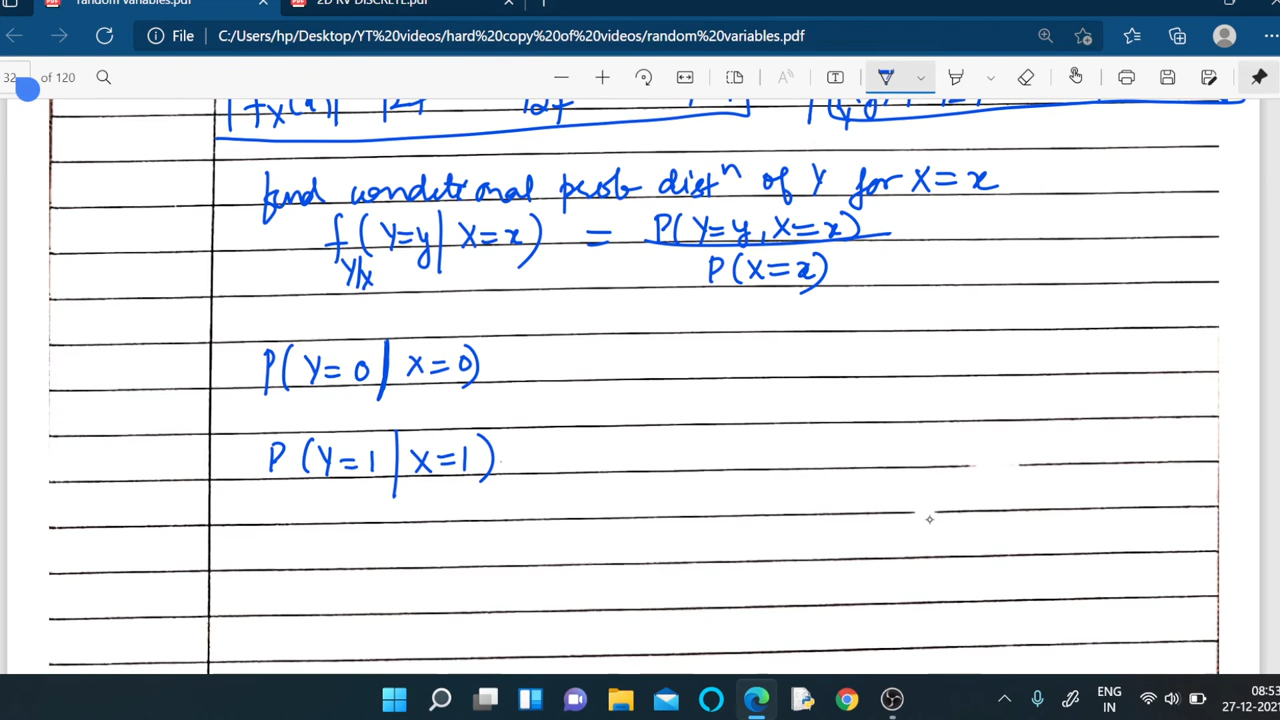 random variables.pdf
2D RV DISCRETE.pdf
File
C:/Users/hp/Desktop/YT%20videos/hard%20copy%20of%20videos/random%20variables.pdf
32 of 120
find conditional prob distⁿ of Y for X = x
f (Y=y | X=x) = P(Y=y, X=x)
Y/X P(X=x)
P(Y=0 | X=0)
P(Y=1 | X=1)
ENG
IN
08:53
27-12-2021